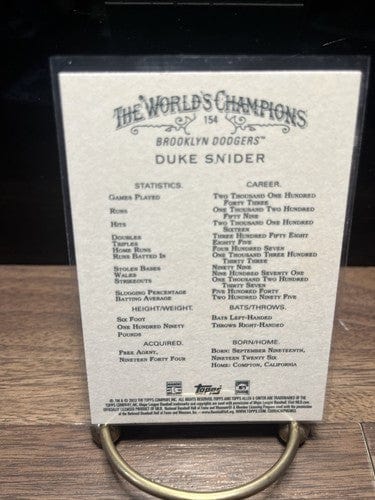 THE WORLD'S CHAMPIONS
154
BROOKLYN DODGERS™
DUKE SNIDER
STATISTICS.
CAREER.
GAMES PLAYED
TWO THOUSAND ONE HUNDRED
FORTY THREE
RUNS
ONE THOUSAND TWO HUNDRED
FIFTY NINE
HITS
TWO THOUSAND ONE HUNDRED
SIXTEEN
DOUBLES
THREE HUNDRED FIFTY EIGHT
TRIPLES
EIGHTY FIVE
HOME RUNS
FOUR HUNDRED SEVEN
RUNS BATTED IN
ONE THOUSAND THREE HUNDRED
THIRTY THREE
STOLEN BASES
NINETY NINE
WALKS
NINE HUNDRED SEVENTY ONE
STRIKEOUTS
ONE THOUSAND TWO HUNDRED
THIRTY SEVEN
SLUGGING PERCENTAGE
FIVE HUNDRED FORTY
BATTING AVERAGE
TWO HUNDRED NINETY FIVE
HEIGHT/WEIGHT.
BATS/THROWS.
SIX FOOT
BATS LEFT-HANDED
ONE HUNDRED NINETY
POUNDS
THROWS RIGHT-HANDED
ACQUIRED.
BORN/HOME.
FREE AGENT,
NINETEEN FORTY FOUR
BORN: SEPTEMBER NINETEENTH,
NINETEEN TWENTY SIX
HOME: COMPTON, CALIFORNIA
Topps